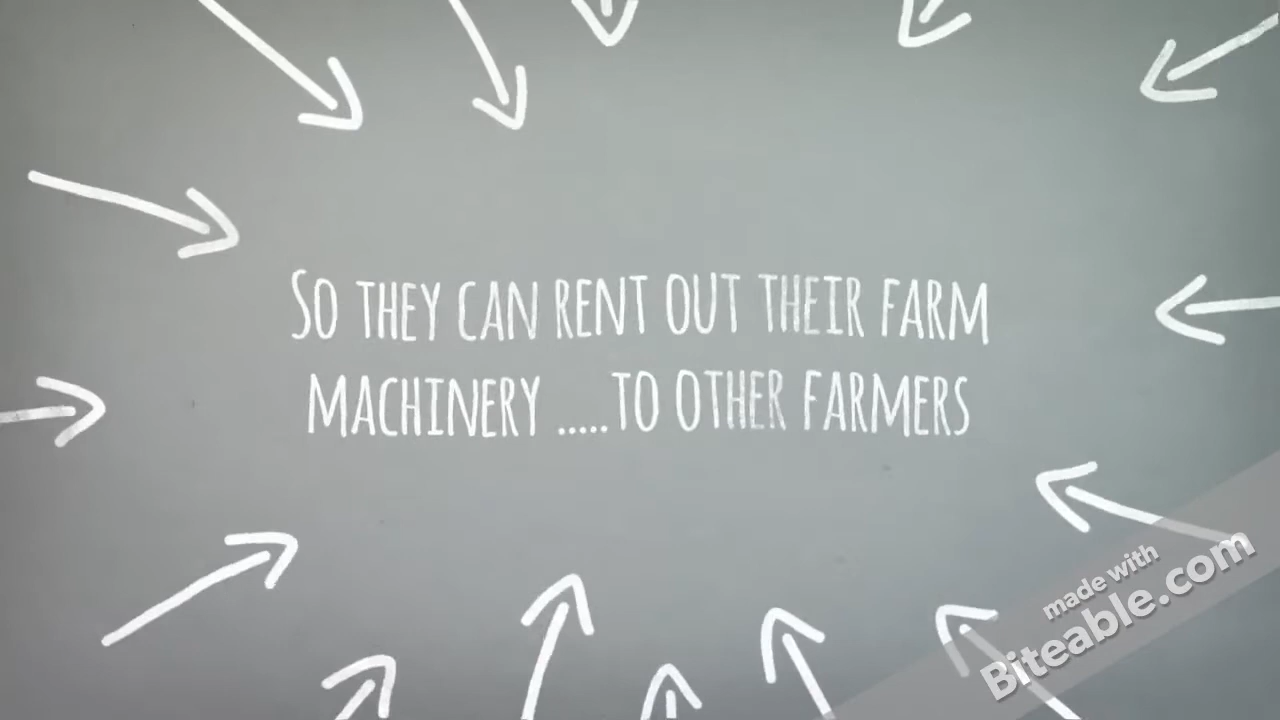 So they can rent out their farm
machinery .....to other farmers
made with
Biteable.com